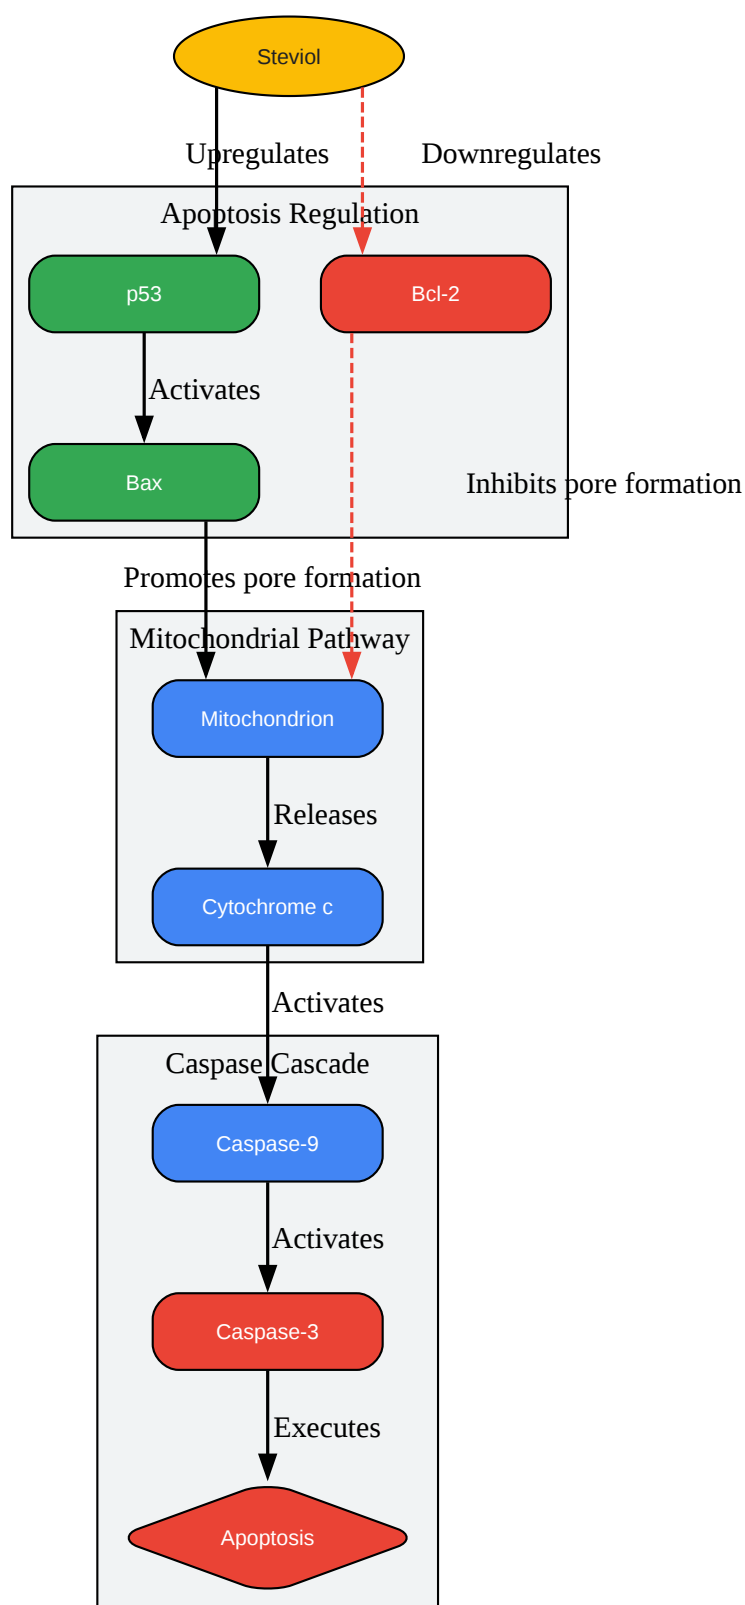 Steviol
Upregulates
Downregulates
Apoptosis Regulation
p53
Bcl-2
Activates
Bax
Inhibits pore formation
Promotes pore formation
Mitochondrial Pathway
Mitochondrion
Releases
Cytochrome c
Activates
Caspase Cascade
Caspase-9
Activates
Caspase-3
Executes
Apoptosis